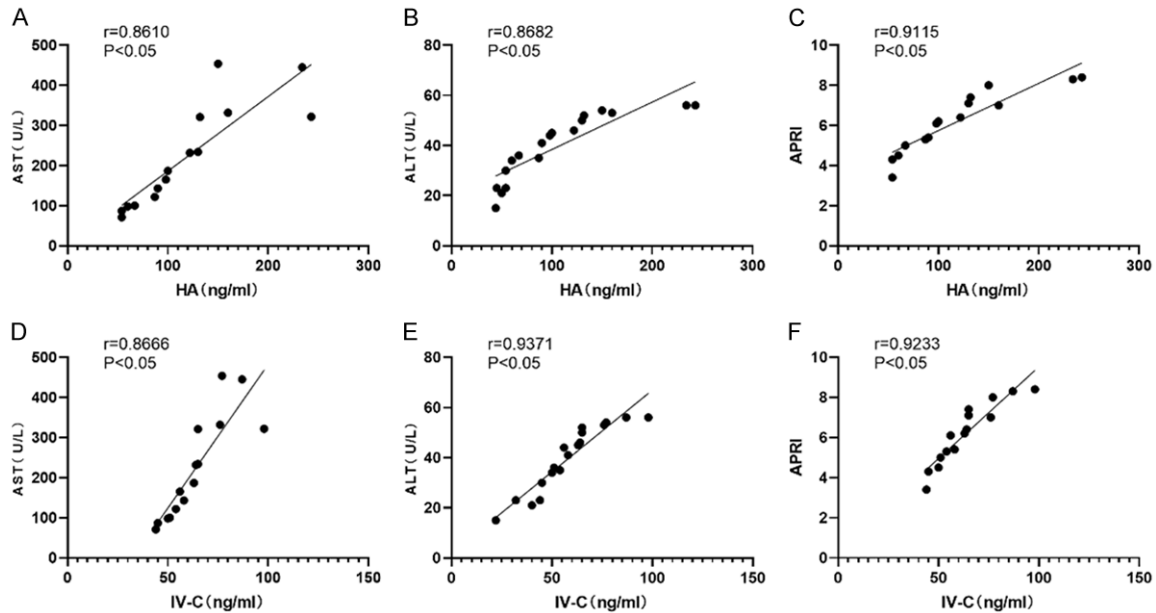 A
r=0.8610
P<0.05
500
400
300
200
100
0
AST(U/L)
0 100 200 300
HA(ng/ml)
B
r=0.8682
P<0.05
80
60
40
20
0
ALT(U/L)
0 100 200 300
HA(ng/ml)
C
r=0.9115
P<0.05
10
8
6
4
2
0
APRI
0 100 200 300
HA(ng/ml)
D
r=0.8666
P<0.05
500
400
300
200
100
0
AST(U/L)
0 50 100 150
IV-C(ng/ml)
E
r=0.9371
P<0.05
80
60
40
20
0
ALT(U/L)
0 50 100 150
IV-C(ng/ml)
F
r=0.9233
P<0.05
10
8
6
4
2
0
APRI
0 50 100 150
IV-C(ng/ml)